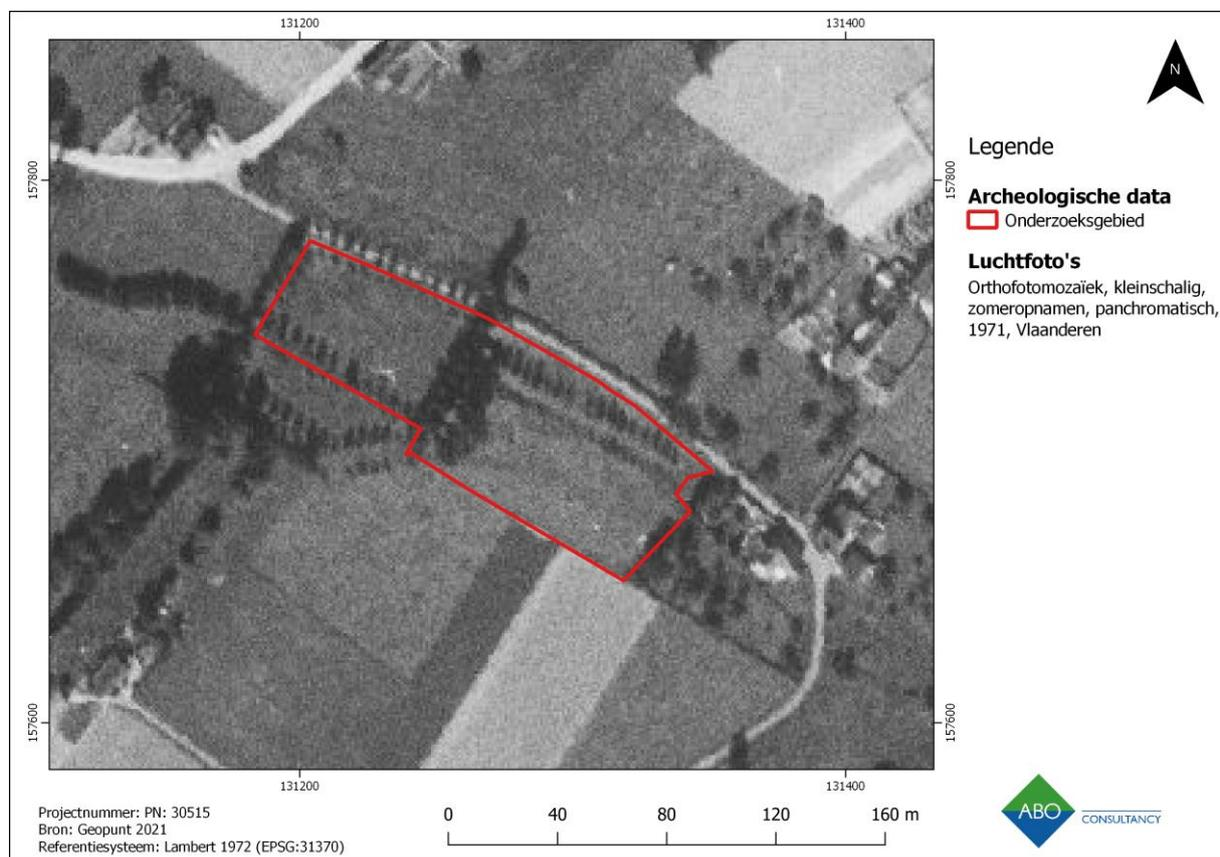 131200
131400
157800
157800
157600
157600
131200
131400
N
Legende
Archeologische data
Onderzoeksgebied
Luchtfoto's
Orthofotomozaïek, kleinschalig,
zomeropnamen, panchromatisch,
1971, Vlaanderen
Projectnummer: PN: 30515
Bron: Geopunt 2021
Referentiesysteem: Lambert 1972 (EPSG:31370)
0 40 80 120 160 m
ABO
CONSULTANCY